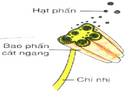 Hạt phấn
Bao phấn
cắt ngang
Chỉ nhị